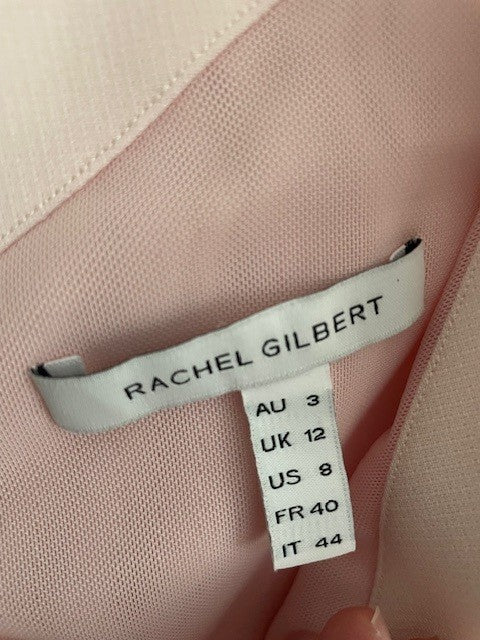 RACHEL GILBERT
AU 3
UK 12
US 8
FR 40
IT 44